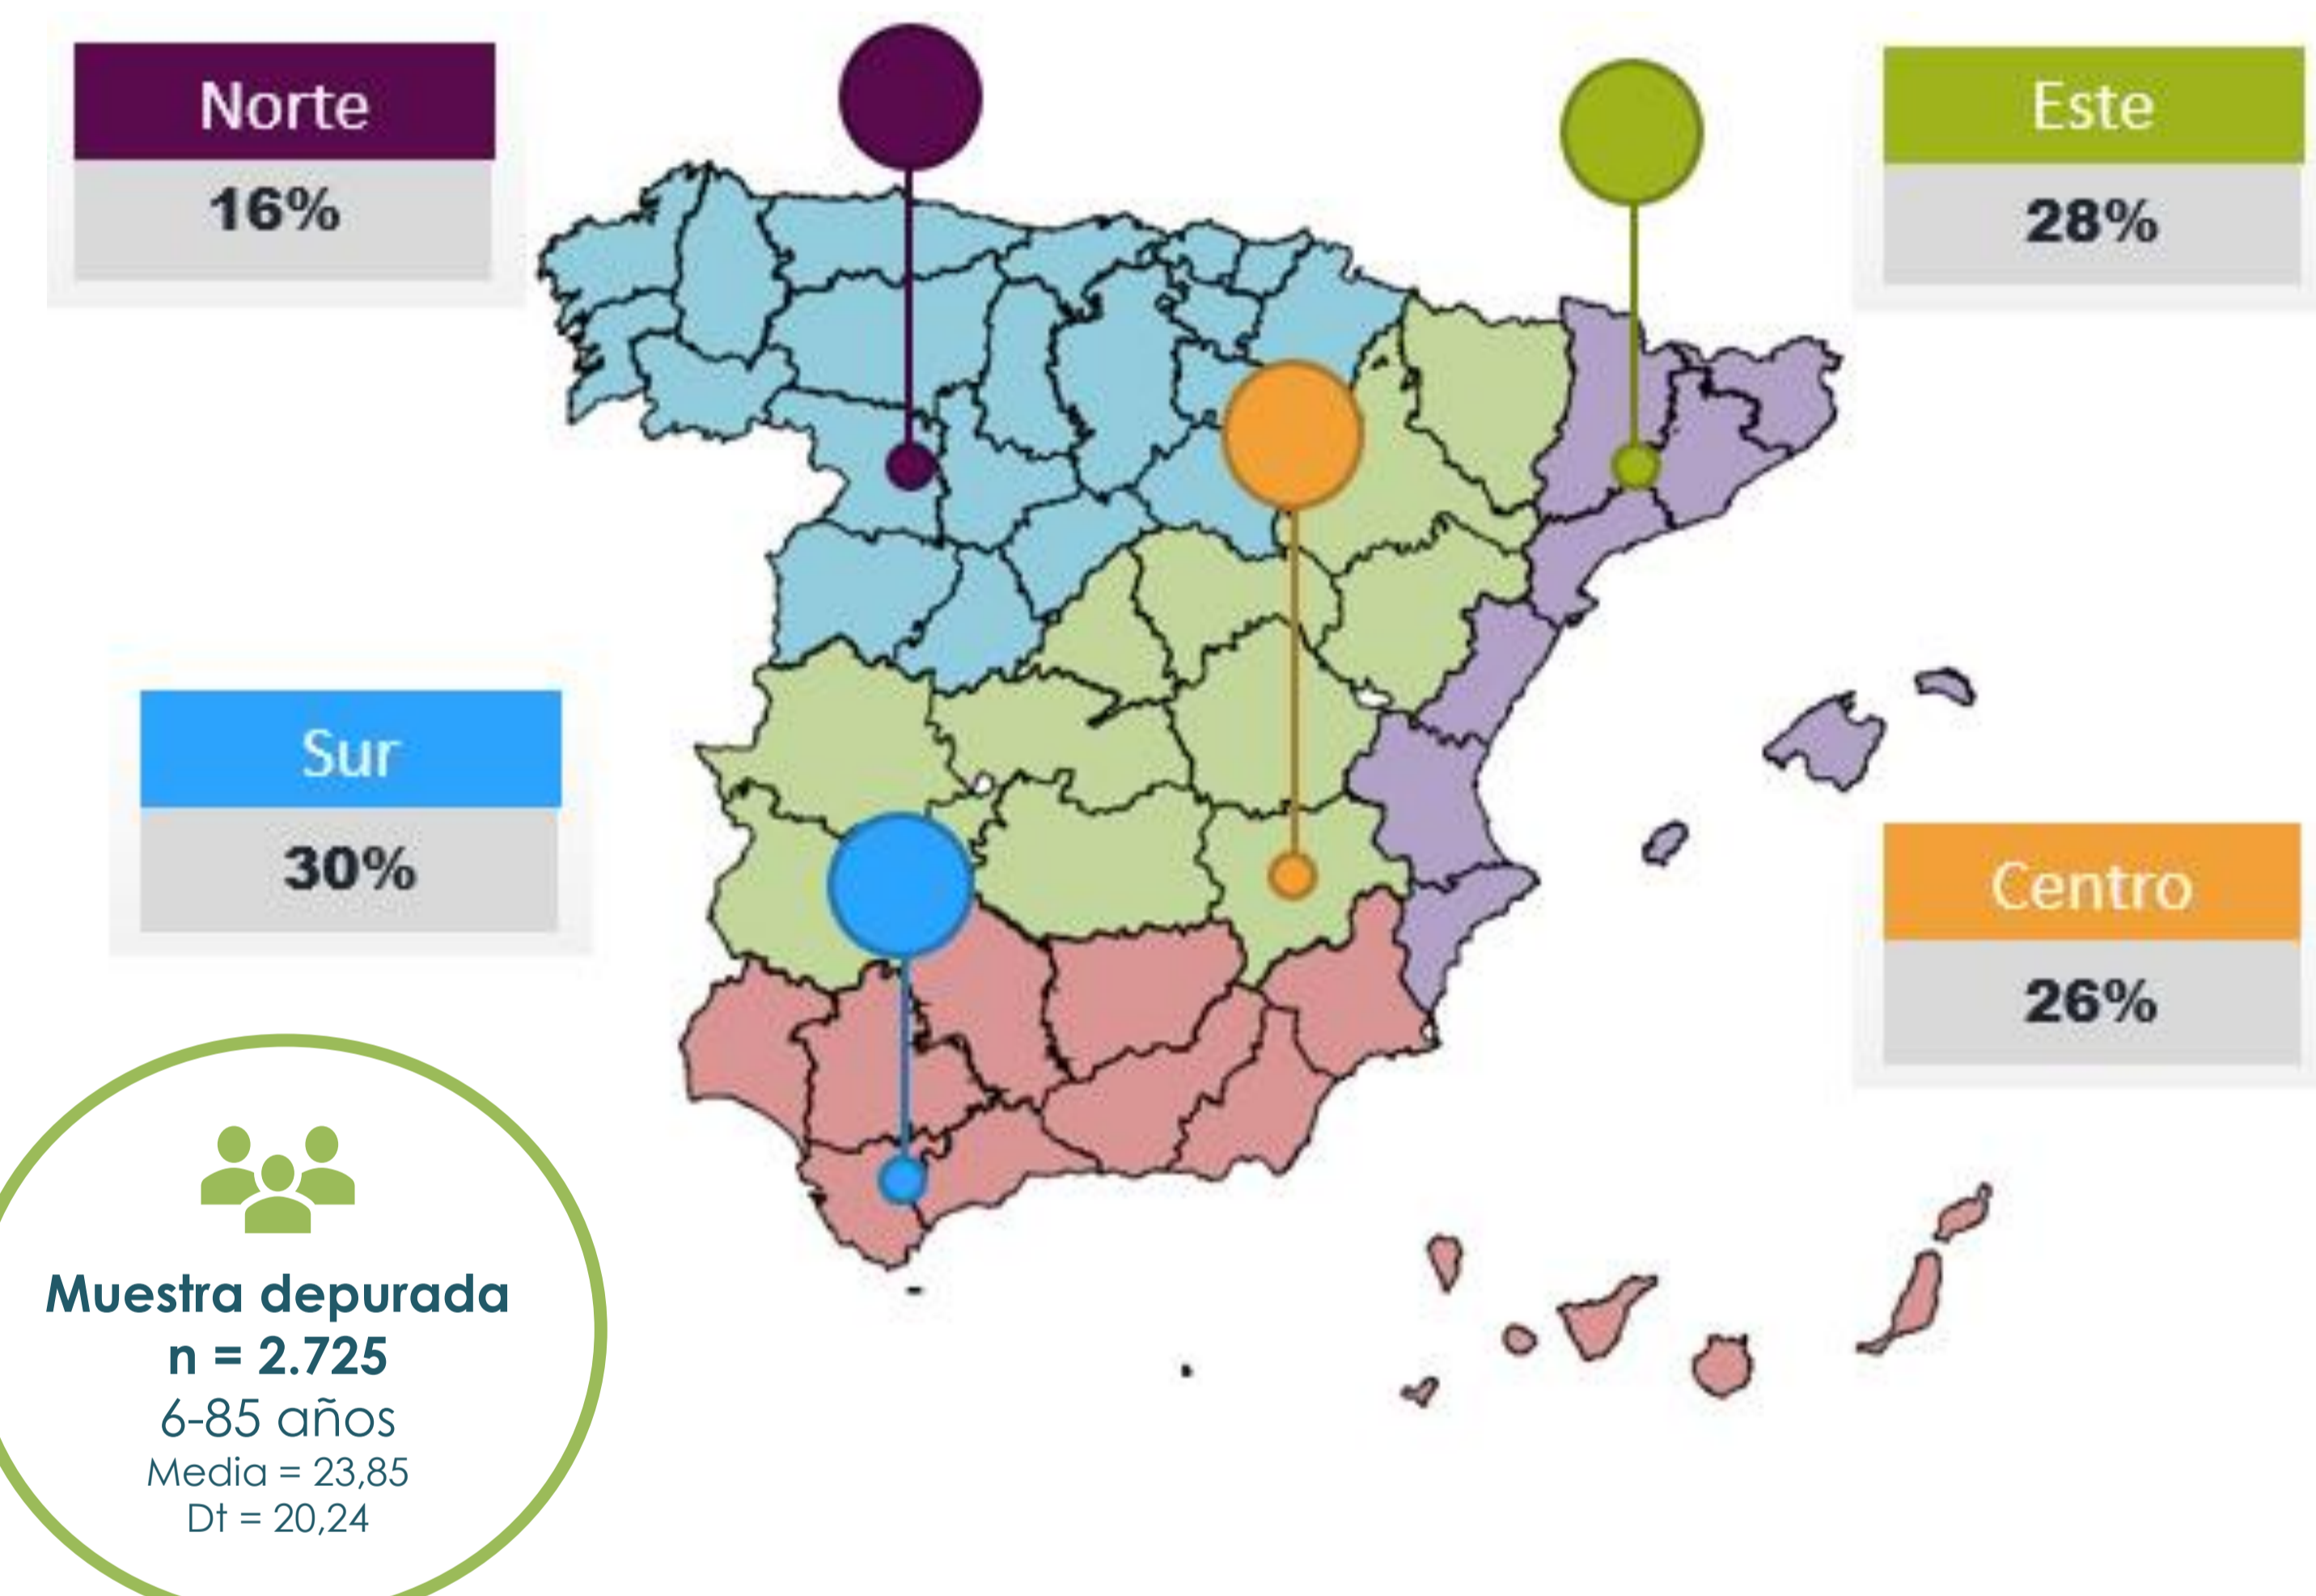 Norte
16%
Este
28%
Sur
30%
Centro
26%
Muestra depurada
n = 2.725
6-85 años
Media = 23,85
Dt = 20,24